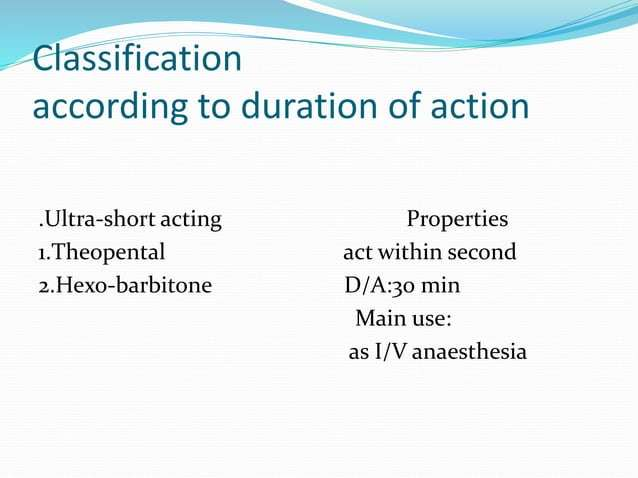 Classification
according to duration of action
.Ultra-short acting Properties
1.Theopental act within second
2.Hexo-barbitone D/A:30 min
Main use:
as I/V anaesthesia